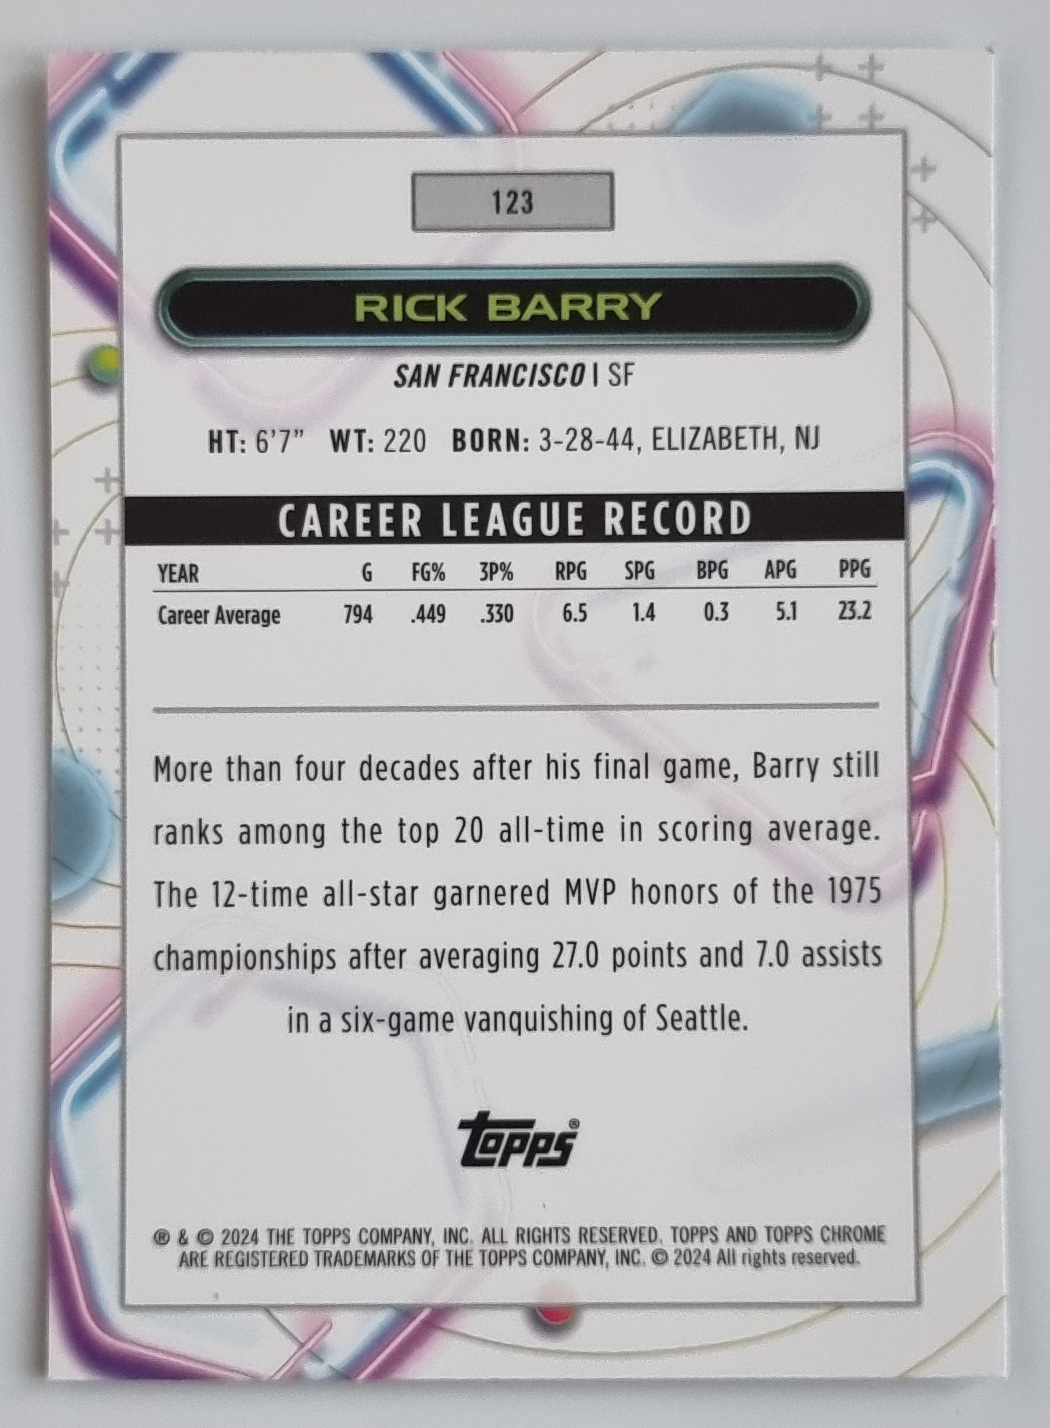 123
RICK BARRY
SAN FRANCISCO | SF
HT: 6'7" WT: 220 BORN: 3-28-44, ELIZABETH, NJ
CAREER LEAGUE RECORD
YEAR G FG% 3P% RPG SPG BPG APG PPG
Career Average 794 .449 .330 6.5 1.4 0.3 5.1 23.2
More than four decades after his final game, Barry still
ranks among the top 20 all-time in scoring average.
The 12-time all-star garnered MVP honors of the 1975
championships after averaging 27.0 points and 7.0 assists
in a six-game vanquishing of Seattle.
topps®
® & © 2024 THE TOPPS COMPANY, INC. ALL RIGHTS RESERVED. TOPPS AND TOPPS CHROME
ARE REGISTERED TRADEMARKS OF THE TOPPS COMPANY, INC. © 2024 All rights reserved.